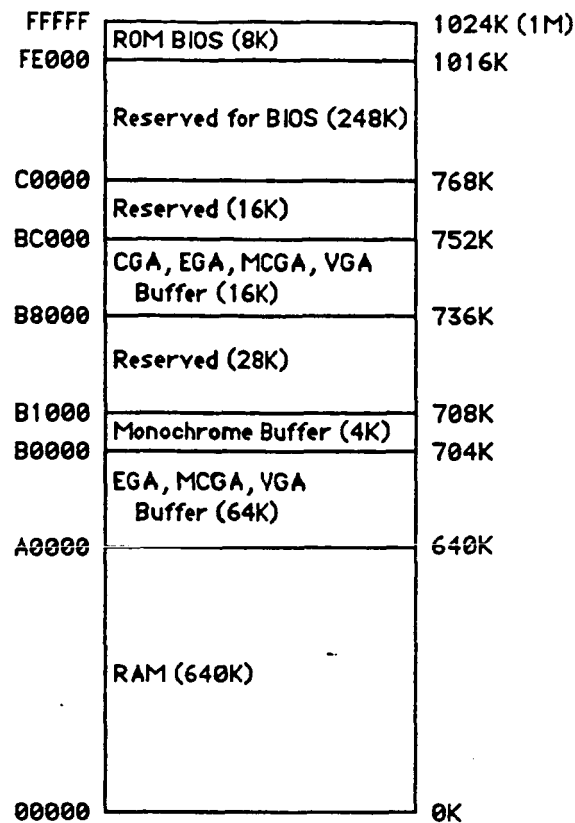 FFFFF
ROM BIOS (8K)
1024K (1M)
FE000
1016K
Reserved for BIOS (248K)
C0000
768K
Reserved (16K)
BC000
752K
CGA, EGA, MCGA, VGA
Buffer (16K)
B8000
736K
Reserved (28K)
B1000
708K
Monochrome Buffer (4K)
B0000
704K
EGA, MCGA, VGA
Buffer (64K)
A0000
640K
RAM (640K)
00000
0K